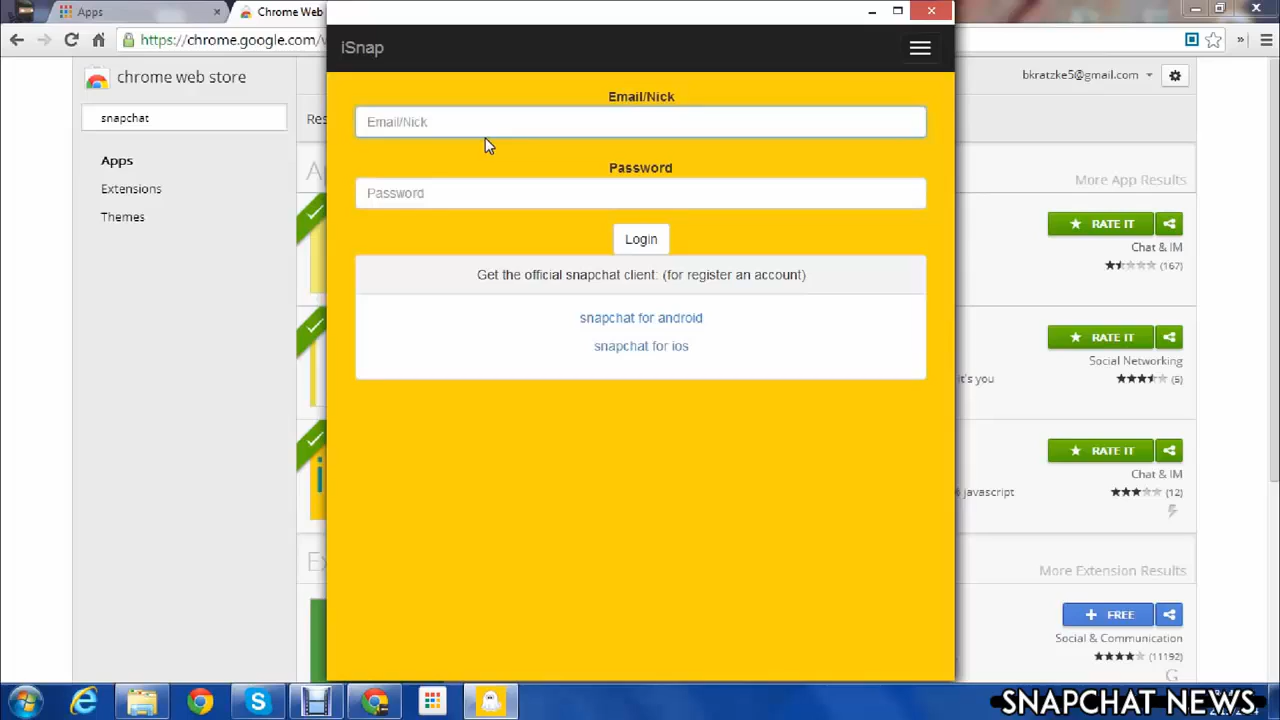 Apps
Chrome Web
https://chrome.google.com/
iSnap
chrome web store
bkratzke5@gmail.com
snapchat
Apps
Extensions
Themes
More App Results
RATE IT
Chat & IM
(167)
RATE IT
Social Networking
it's you
(5)
RATE IT
Chat & IM
javascript
(12)
More Extension Results
FREE
Social & Communication
(11192)
Email/Nick
Email/Nick
Password
Password
Login
Get the official snapchat client: (for register an account)
snapchat for android
snapchat for ios
SNAPCHAT NEWS